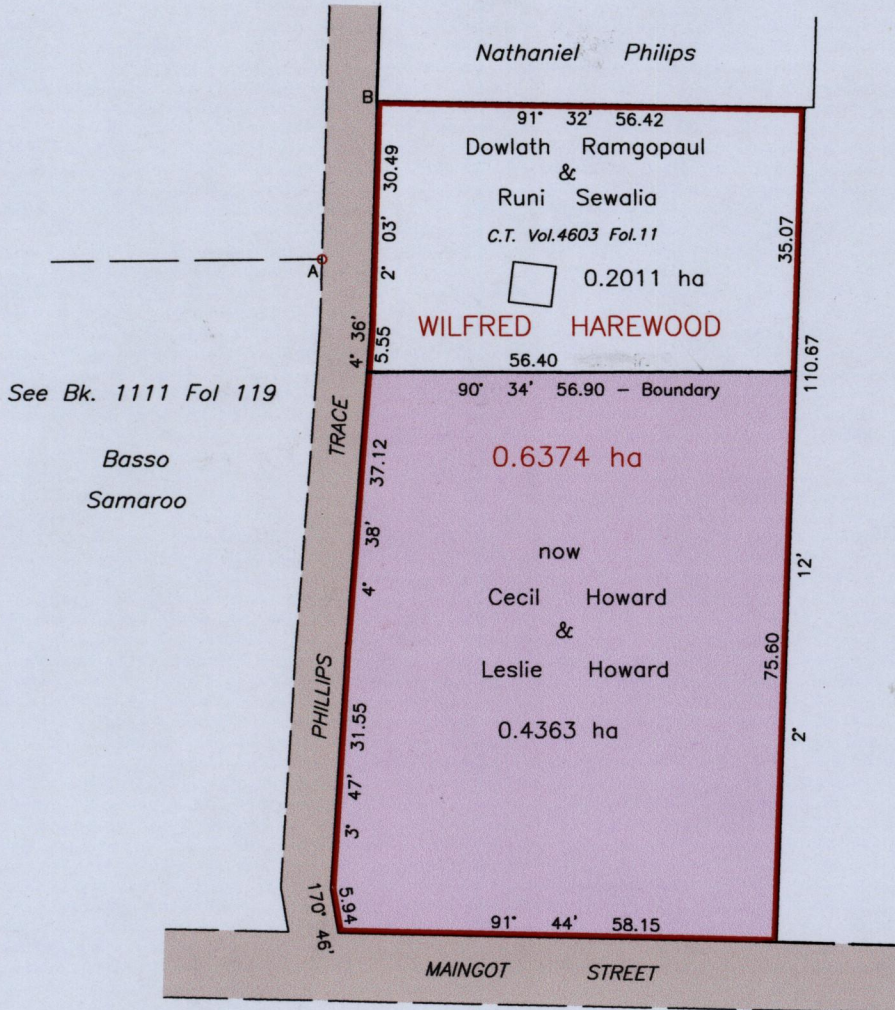 Nathaniel Philips
B
91° 32' 56.42
Dowlath Ramgopaul
&
Runi Sewalia
C.T. Vol.4603 Fol.11
0.2011 ha
WILFRED HAREWOOD
56.40
2° 03' 30.49
A
4° 36'
5.55
35.07
110.67
2° 12'
See Bk. 1111 Fol 119
Basso
Samaroo
90° 34' 56.90 – Boundary
0.6374 ha
now
Cecil Howard
&
Leslie Howard
0.4363 ha
4° 38' 37.12
3° 47' 31.55
75.60
PHILLIPS TRACE
170° 46'
5.94
91° 44' 58.15
MAINGOT STREET